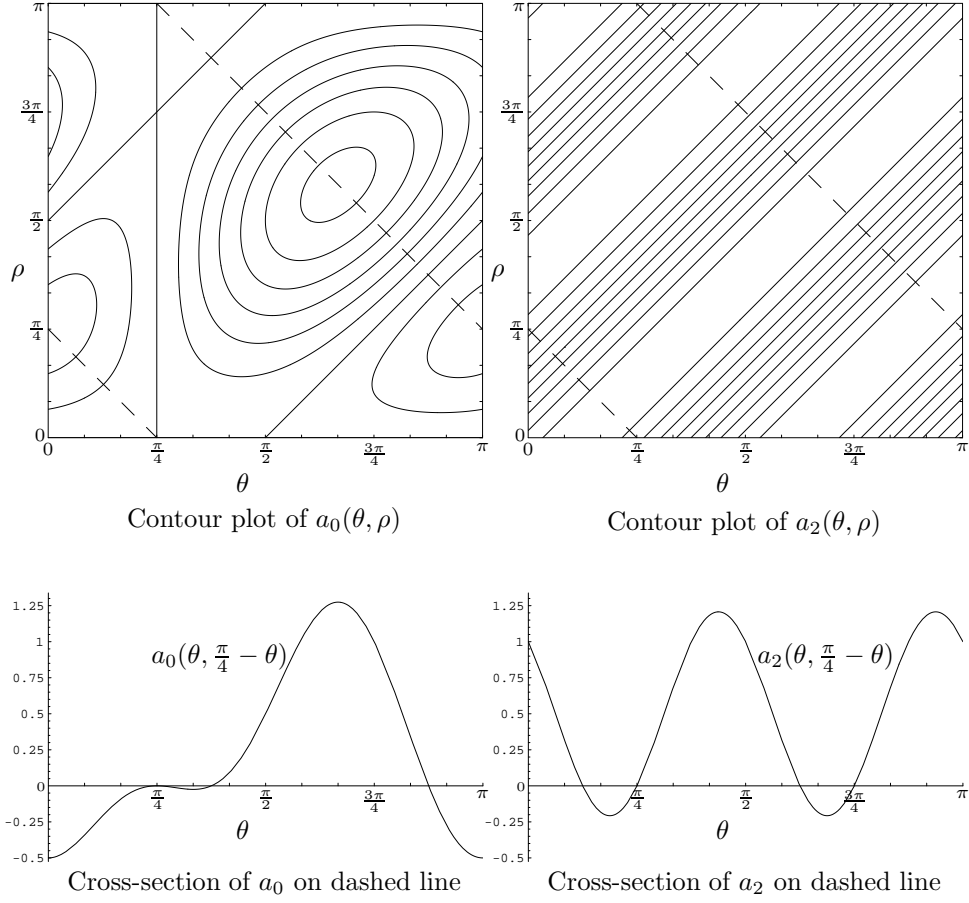 π π
3π/4 3π/4
π/2 π/2
ρ ρ
π/4 π/4
0 0
0 π/4 π/2 3π/4 π 0 π/4 π/2 3π/4 π
θ θ
Contour plot of a₀(θ, ρ) Contour plot of a₂(θ, ρ)
1.25 1.25
1 1
a₀(θ, π/4 − θ) a₂(θ, π/4 − θ)
0.75 0.75
0.5 0.5
0.25 0.25
0 0
π/4 π/2 3π/4 π π/4 π/2 3π/4 π
-0.25 -0.25
θ θ
-0.5 -0.5
Cross-section of a₀ on dashed line Cross-section of a₂ on dashed line